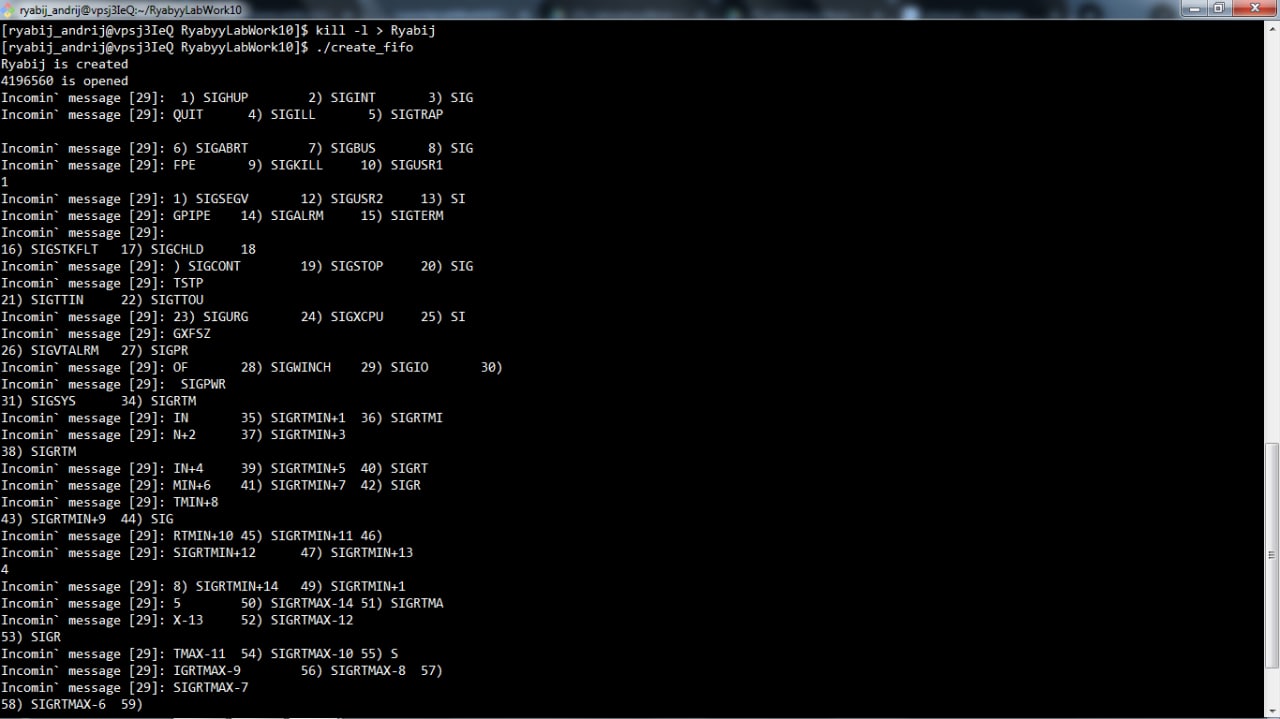 ryabij_andrij@vpsj3IeQ:~/RyabyyLabWork10
[ryabij_andrij@vpsj3IeQ RyabyyLabWork10]$ kill -l > Ryabij
[ryabij_andrij@vpsj3IeQ RyabyyLabWork10]$ ./create_fifo
Ryabij is created
4196560 is opened
Incomin` message [29]:  1) SIGHUP        2) SIGINT       3) SIG
Incomin` message [29]: QUIT      4) SIGILL       5) SIGTRAP
Incomin` message [29]: 6) SIGABRT        7) SIGBUS       8) SIG
Incomin` message [29]: FPE       9) SIGKILL     10) SIGUSR1
1
Incomin` message [29]: 1) SIGSEGV       12) SIGUSR2     13) SI
Incomin` message [29]: GPIPE    14) SIGALRM     15) SIGTERM
Incomin` message [29]:
16) SIGSTKFLT   17) SIGCHLD     18
Incomin` message [29]: ) SIGCONT        19) SIGSTOP     20) SIG
Incomin` message [29]: TSTP
21) SIGTTIN     22) SIGTTOU
Incomin` message [29]: 23) SIGURG       24) SIGXCPU     25) SI
Incomin` message [29]: GXFSZ
26) SIGVTALRM   27) SIGPR
Incomin` message [29]: OF       28) SIGWINCH    29) SIGIO       30)
Incomin` message [29]:  SIGPWR
31) SIGSYS      34) SIGRTM
Incomin` message [29]: IN       35) SIGRTMIN+1  36) SIGRTMI
Incomin` message [29]: N+2      37) SIGRTMIN+3
38) SIGRTM
Incomin` message [29]: IN+4     39) SIGRTMIN+5  40) SIGRT
Incomin` message [29]: MIN+6    41) SIGRTMIN+7  42) SIGR
Incomin` message [29]: TMIN+8
43) SIGRTMIN+9  44) SIG
Incomin` message [29]: RTMIN+10 45) SIGRTMIN+11 46)
Incomin` message [29]: SIGRTMIN+12      47) SIGRTMIN+13
4
Incomin` message [29]: 8) SIGRTMIN+14   49) SIGRTMIN+1
Incomin` message [29]: 5        50) SIGRTMAX-14 51) SIGRTMA
Incomin` message [29]: X-13     52) SIGRTMAX-12
53) SIGR
Incomin` message [29]: TMAX-11  54) SIGRTMAX-10 55) S
Incomin` message [29]: IGRTMAX-9        56) SIGRTMAX-8  57)
Incomin` message [29]: SIGRTMAX-7
58) SIGRTMAX-6  59)